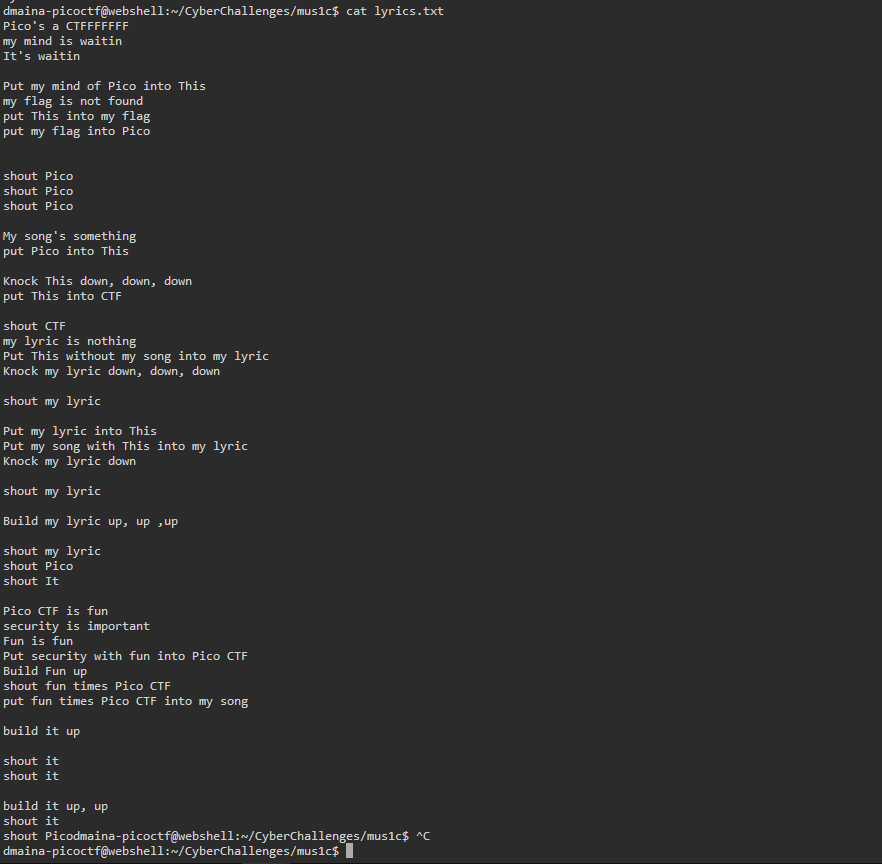 dmaina-picoctf@webshell:~/CyberChallenges/mus1c$ cat lyrics.txt
Pico's a CTFFFFFFF
my mind is waitin
It's waitin
Put my mind of Pico into This
my flag is not found
put This into my flag
put my flag into Pico
shout Pico
shout Pico
shout Pico
My song's something
put Pico into This
Knock This down, down, down
put This into CTF
shout CTF
my lyric is nothing
Put This without my song into my lyric
Knock my lyric down, down, down
shout my lyric
Put my lyric into This
Put my song with This into my lyric
Knock my lyric down
shout my lyric
Build my lyric up, up ,up
shout my lyric
shout Pico
shout It
Pico CTF is fun
security is important
Fun is fun
Put security with fun into Pico CTF
Build Fun up
shout fun times Pico CTF
put fun times Pico CTF into my song
build it up
shout it
shout it
build it up, up
shout it
shout Picodmaina-picoctf@webshell:~/CyberChallenges/mus1c$ ^C
dmaina-picoctf@webshell:~/CyberChallenges/mus1c$